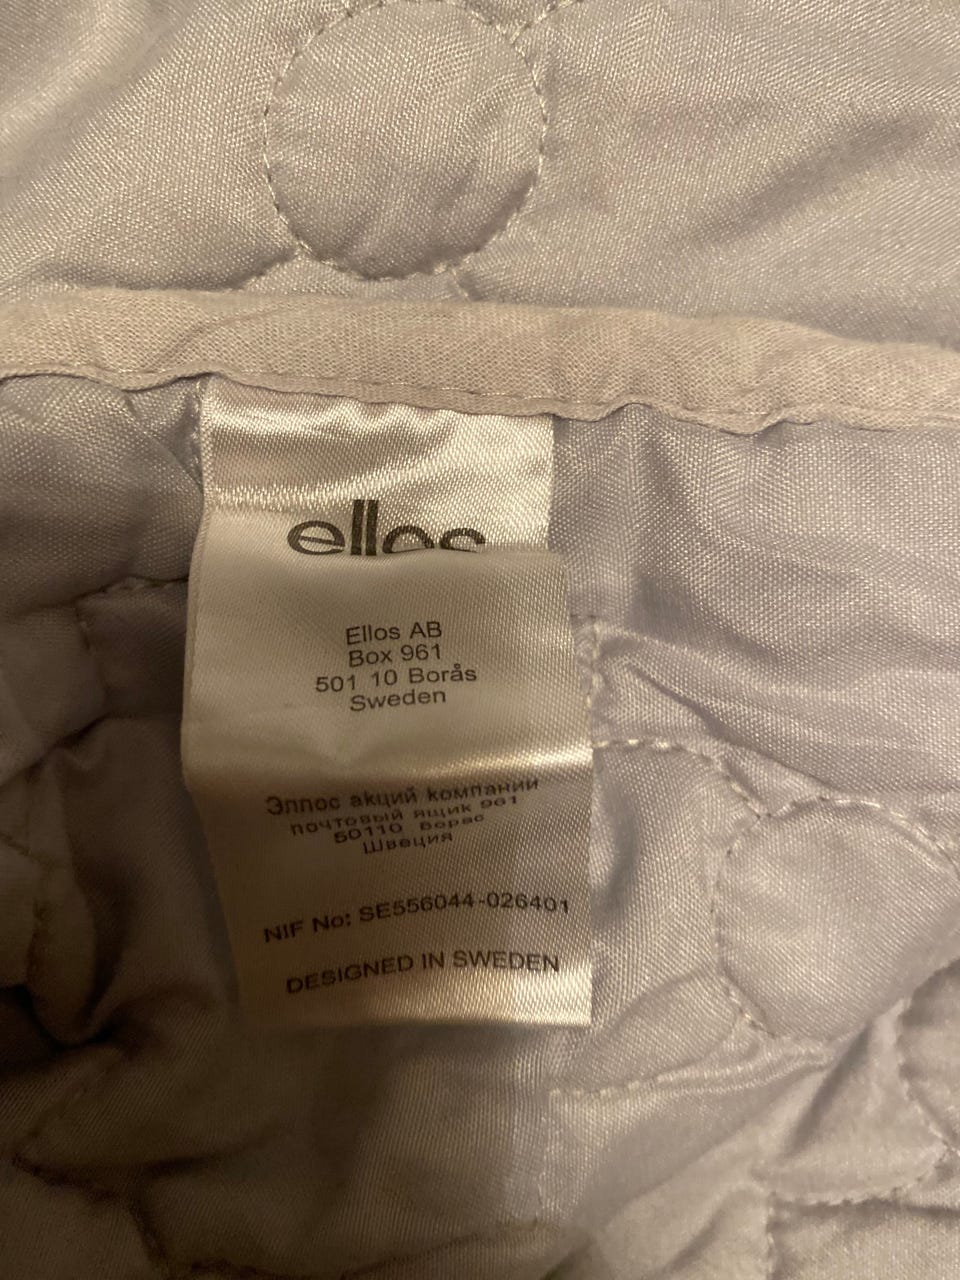 ellos
Ellos AB
Box 961
501 10 Borås
Sweden
Эллос акций компании
почтовый ящик 961
50110 Борас
Швеция
NIF No: SE556044-026401
DESIGNED IN SWEDEN